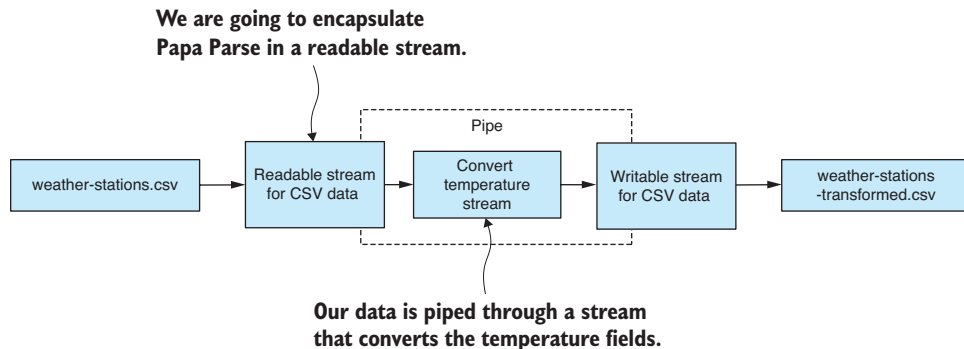 We are going to encapsulate
Papa Parse in a readable stream.
Pipe
weather-stations.csv
Readable stream
for CSV data
Convert
temperature
stream
Writable stream
for CSV data
weather-stations
-transformed.csv
Our data is piped through a stream
that converts the temperature fields.